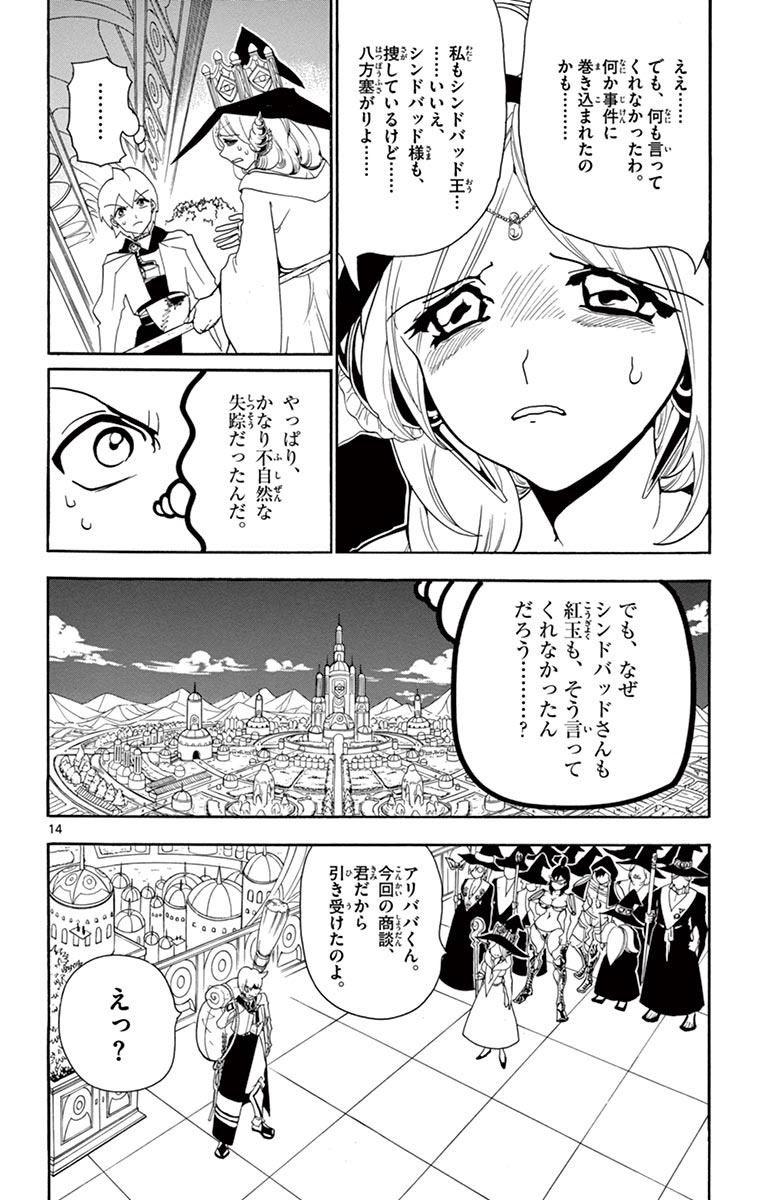 ええ……
でも、何も言って
くれなかったわ。
何か事件に
巻き込まれたの
かも……
私もシンドバッド王…
……いいえ、
シンドバッド様も、
捜しているけど…
八方塞がりよ……
………
やっぱり、
かなり不自然な
失踪だったんだ。
でも、なぜ
シンドバッドさんも
紅玉も、そう言って
くれなかったん
だろう………?
14
アリババくん。
今回の商談、
君だから
引き受けたのよ。
えっ?